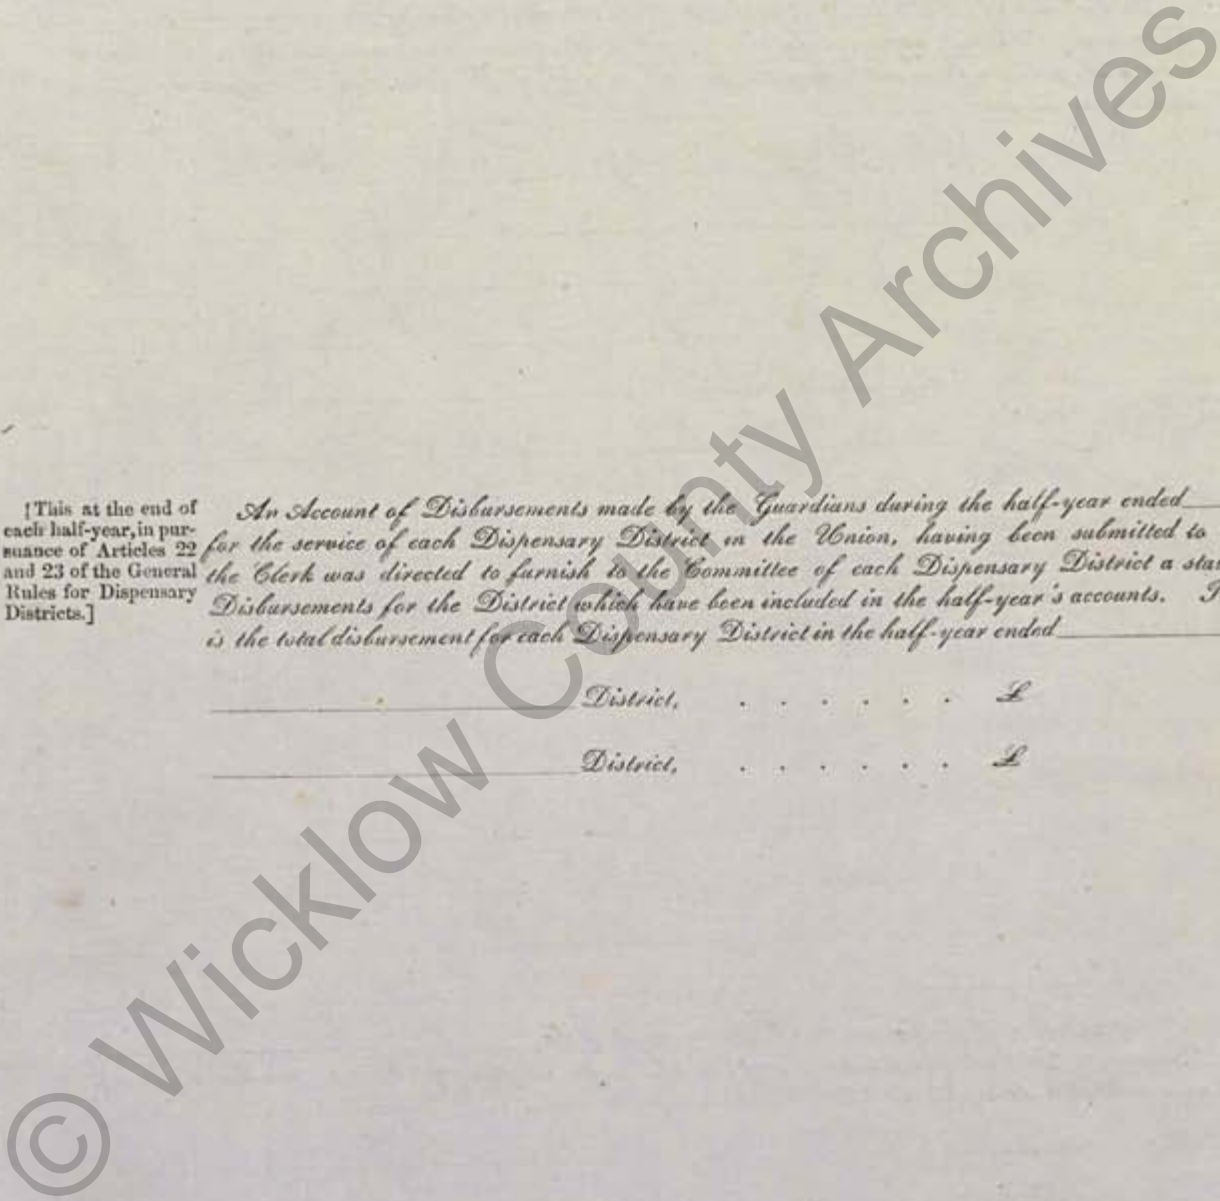 [This at the end of
each half-year, in pur-
suance of Articles 22
and 23 of the General
Rules for Dispensary
Districts.]
An Account of Disbursements made by the Guardians during the half-year ended
for the service of each Dispensary District in the Union, having been submitted to
the Clerk was directed to furnish to the Committee of each Dispensary District a sta
Disbursements for the District which have been included in the half-year's accounts.
is the total disbursement for each Dispensary District in the half-year ended
District, . . . . . . £
District, . . . . . . £
© Wicklow County Archives